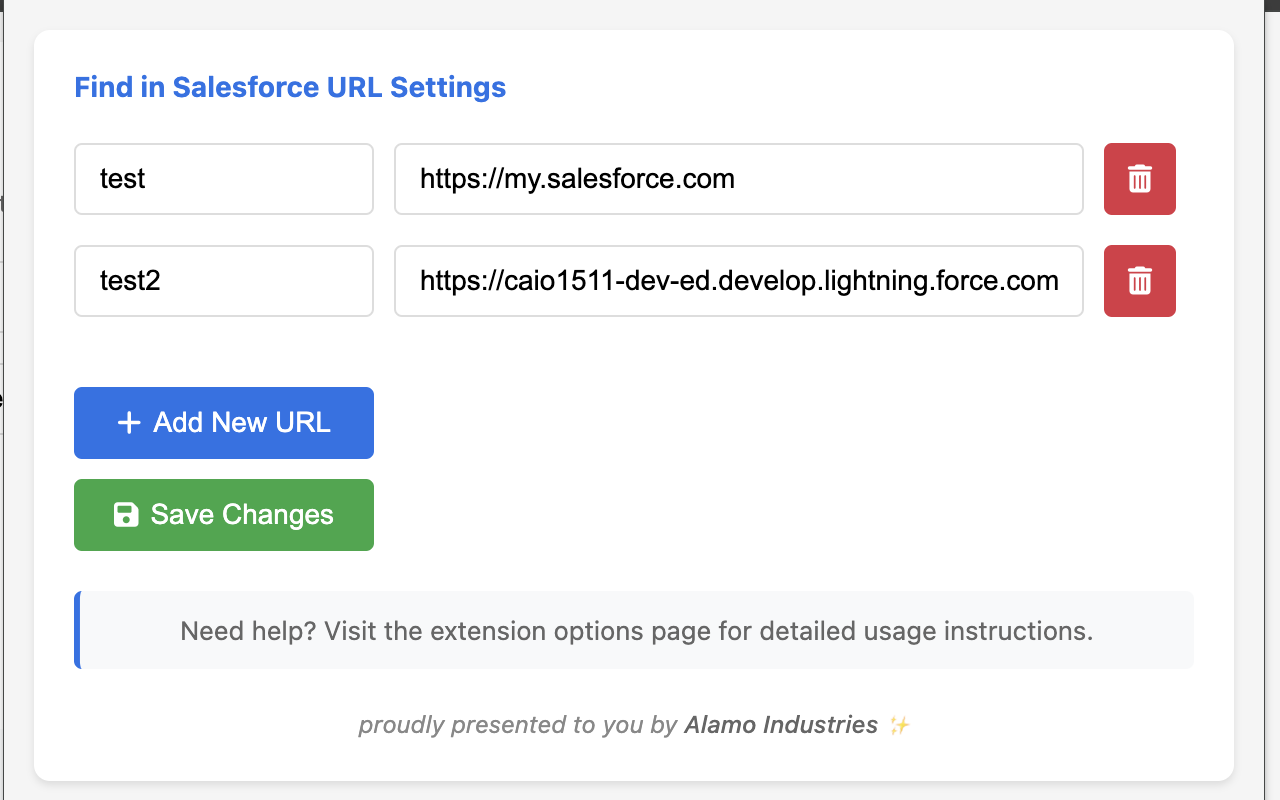 Find in Salesforce URL Settings
test
https://my.salesforce.com
test2
https://caio1511-dev-ed.develop.lightning.force.com
Add New URL
Save Changes
Need help? Visit the extension options page for detailed usage instructions.
proudly presented to you by Alamo Industries ✨